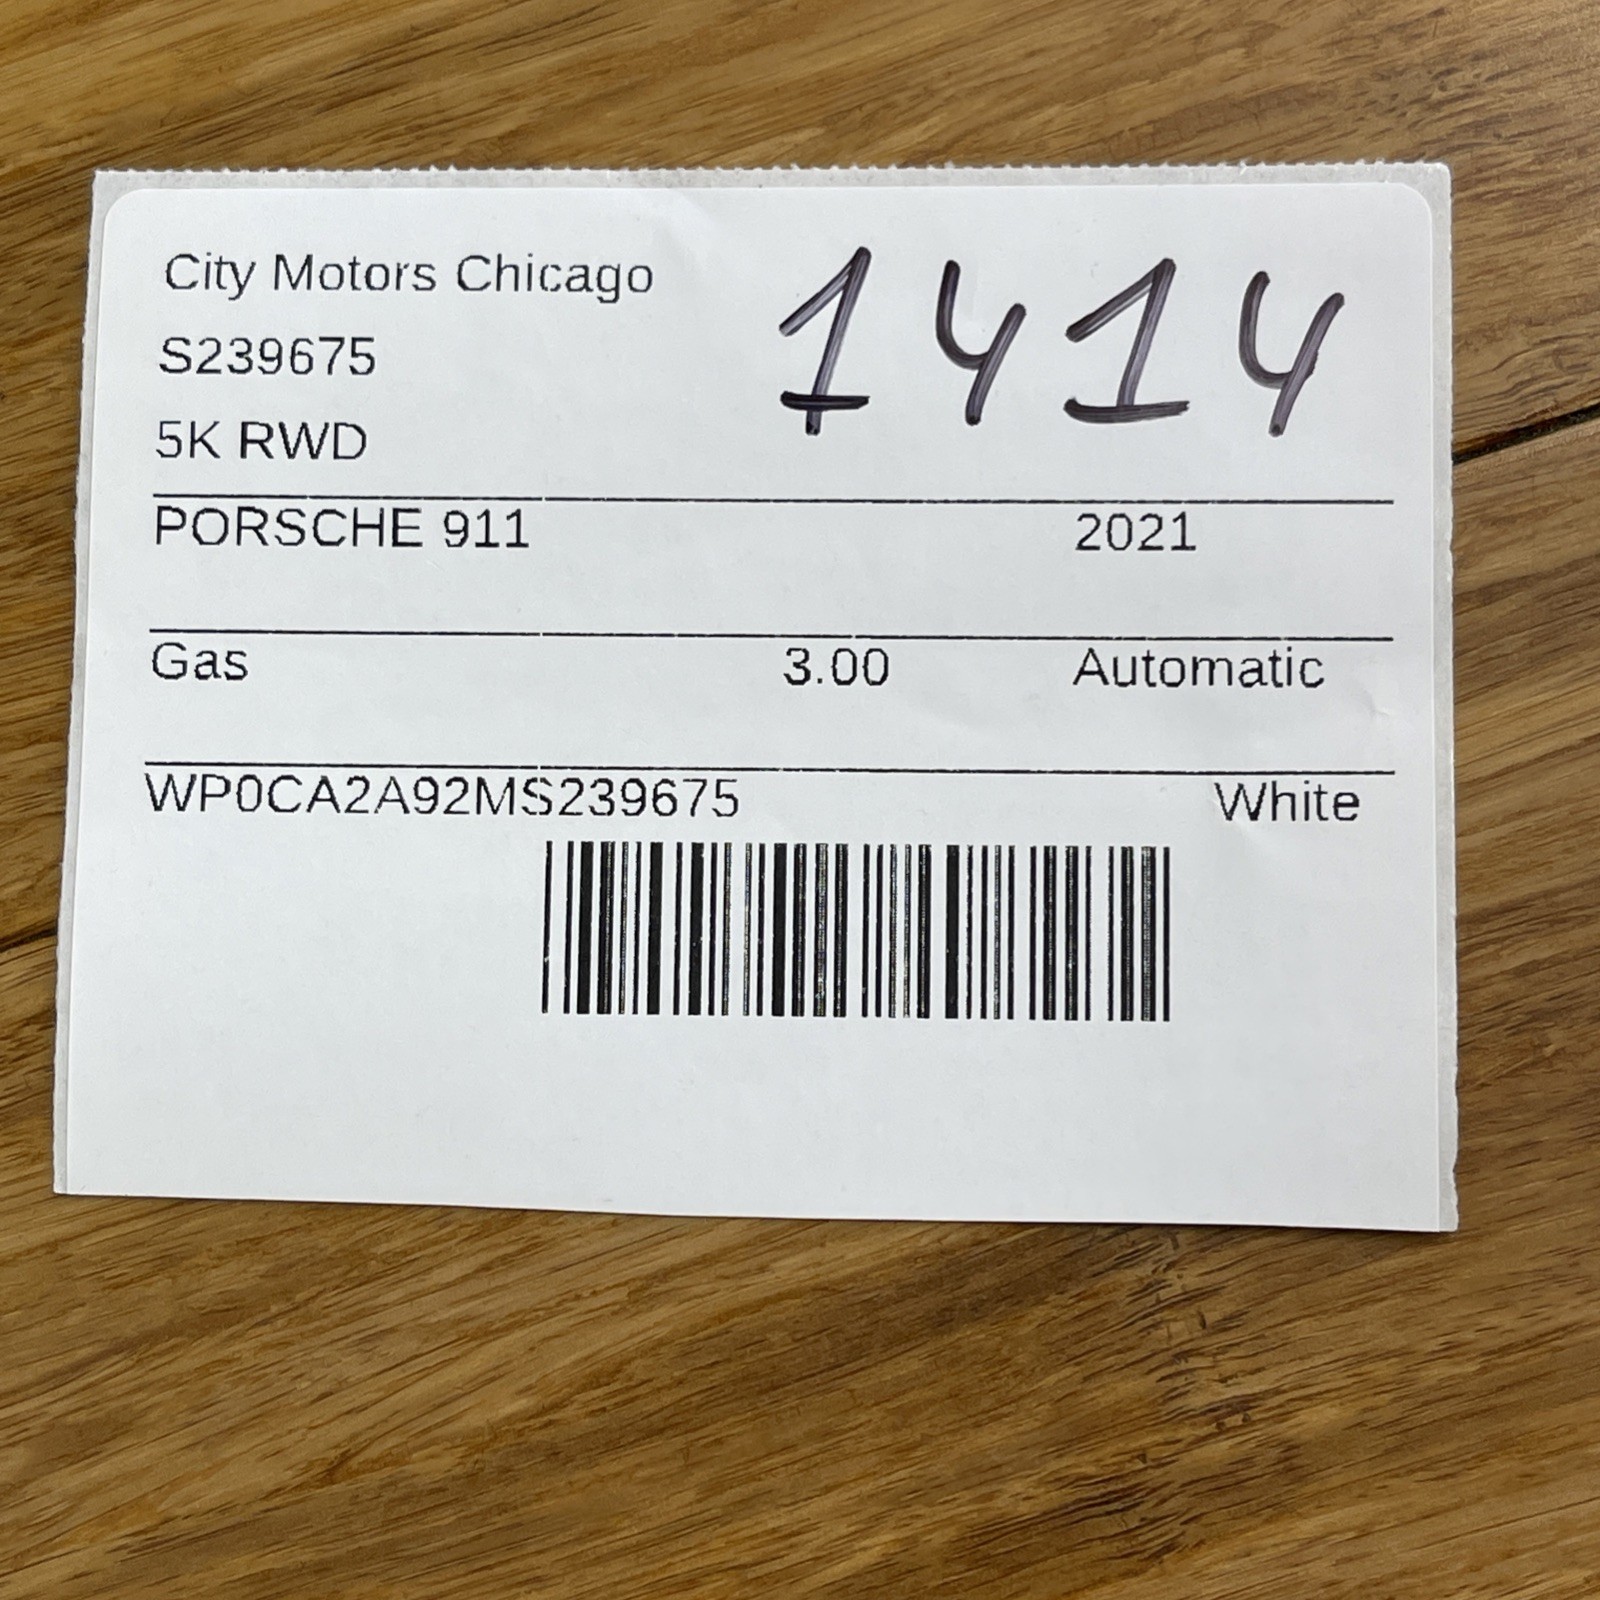 City Motors Chicago
1414
S239675
5K RWD
PORSCHE 911 2021
Gas 3.00 Automatic
WP0CA2A92MS239675 White